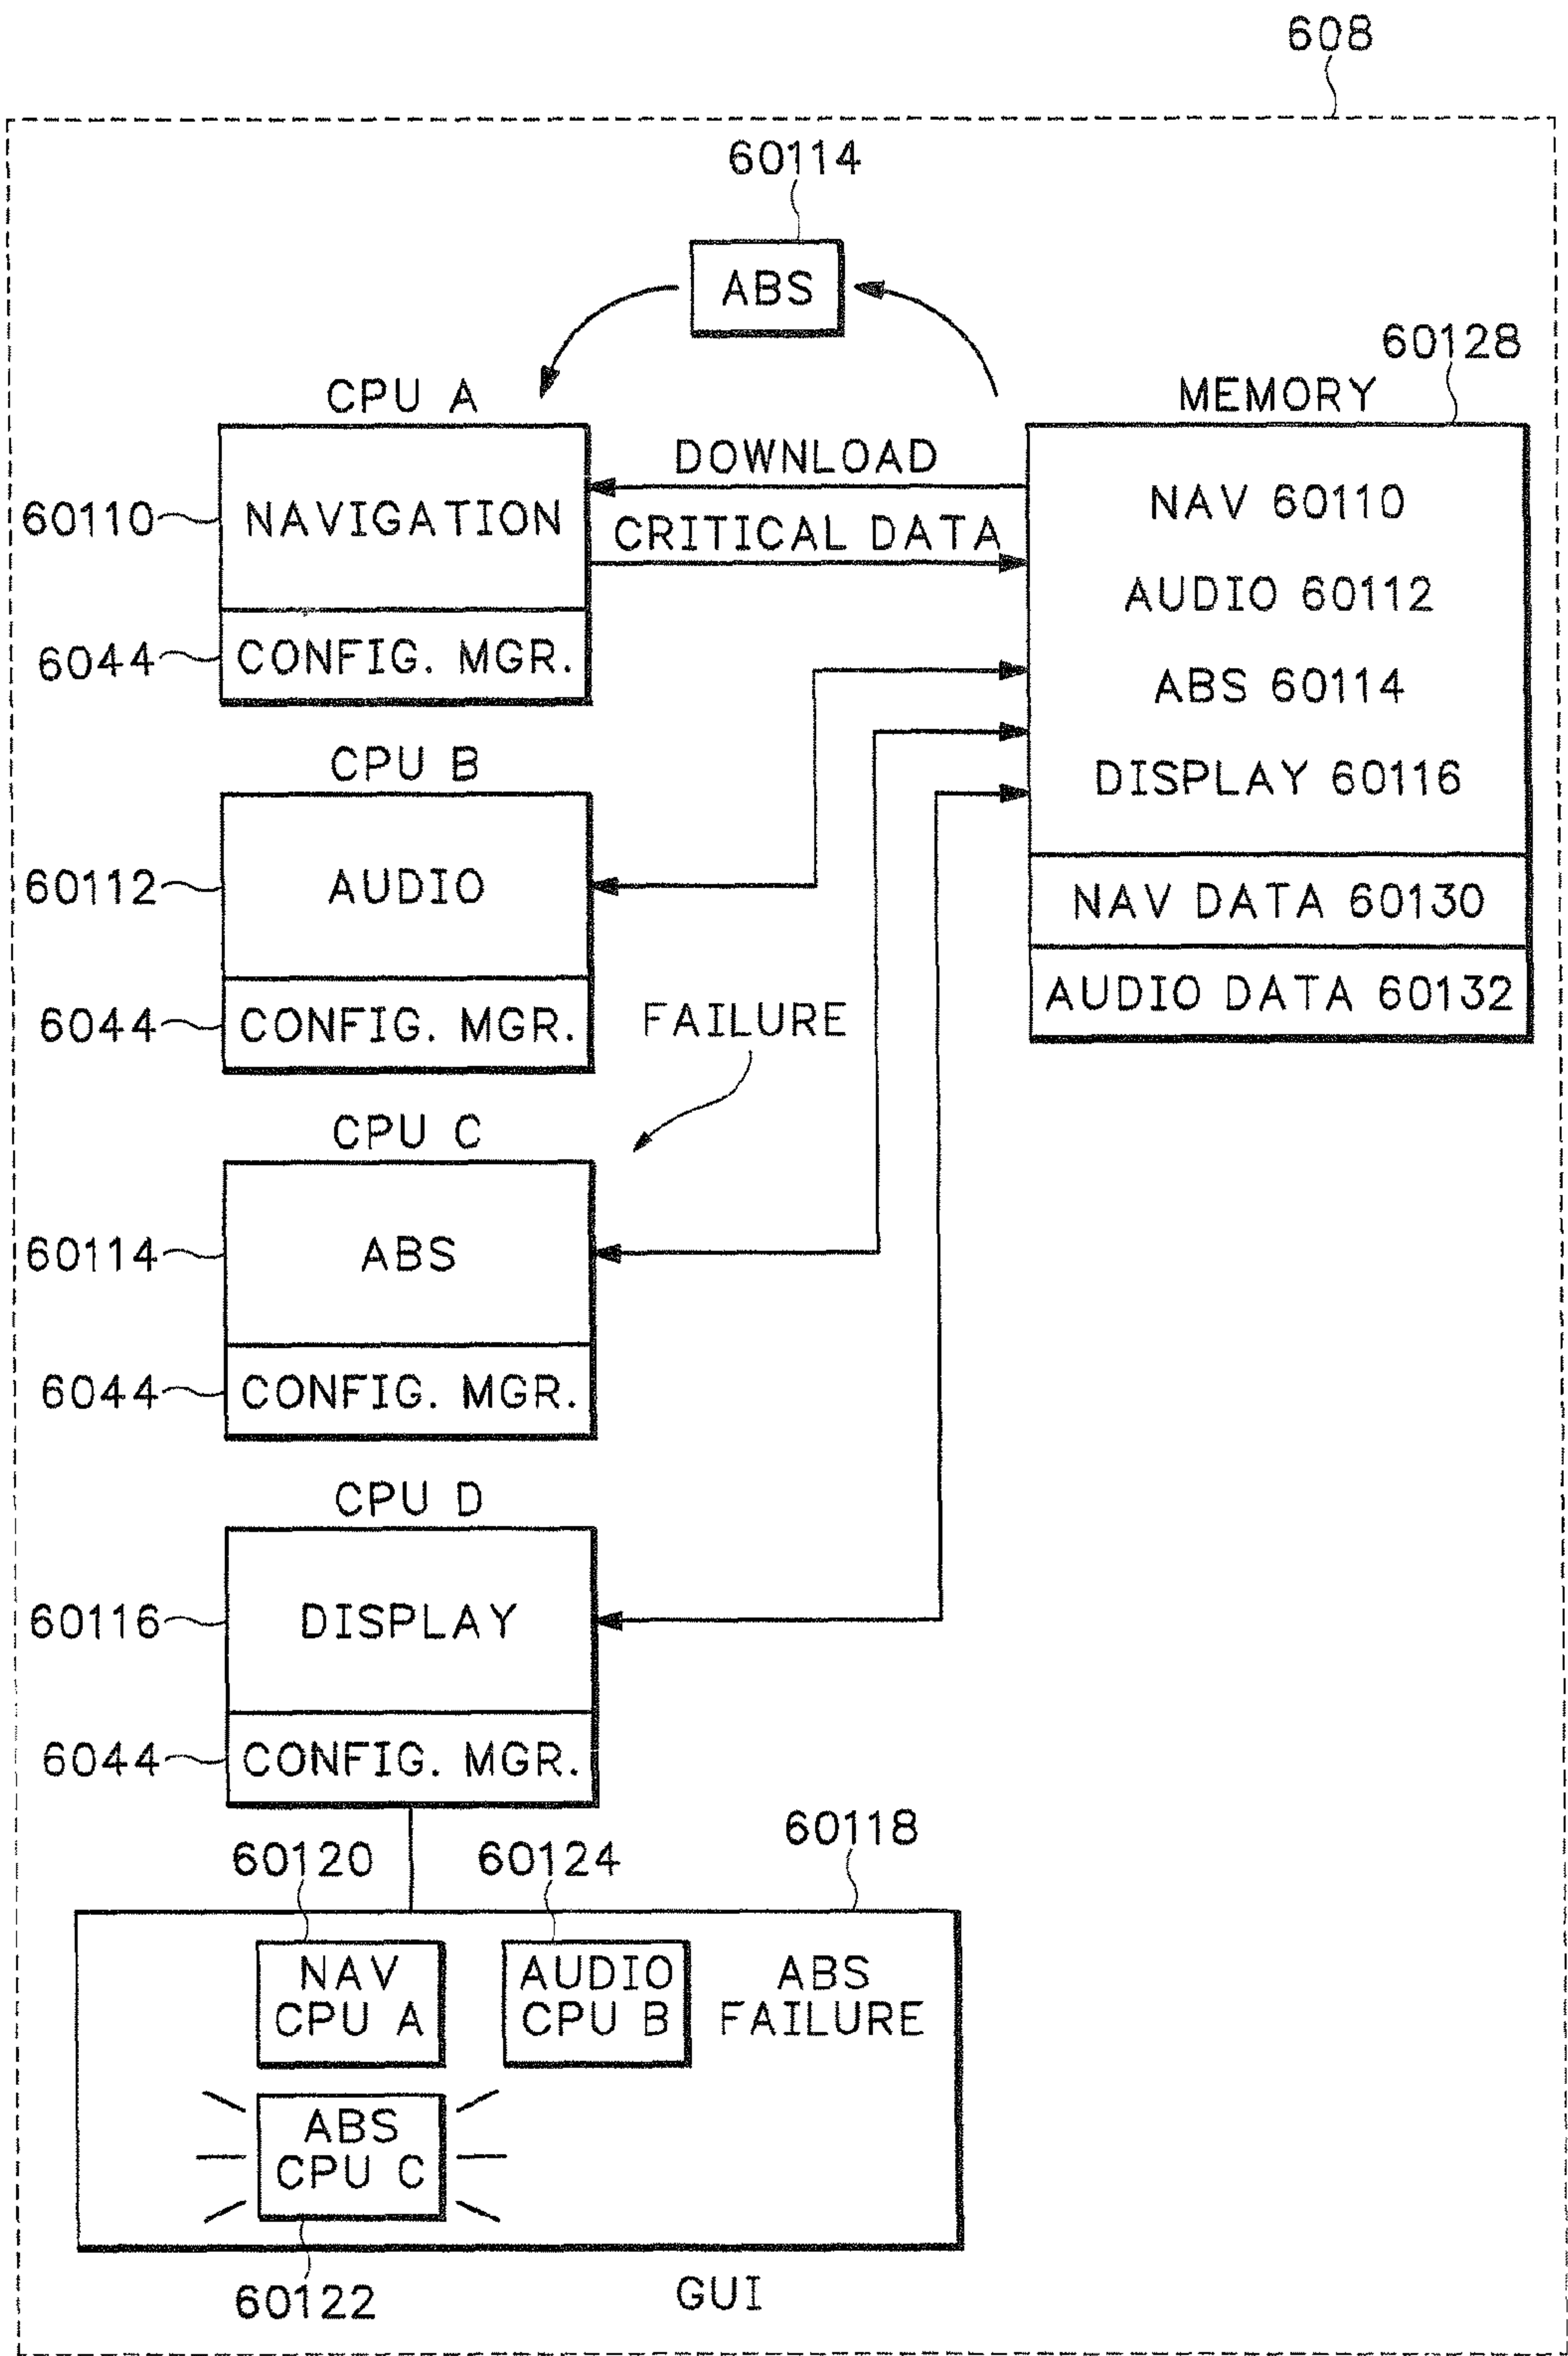 608
60114
ABS
60128
CPU A
MEMORY
DOWNLOAD
NAV 60110
60110
NAVIGATION
CRITICAL DATA
AUDIO 60112
6044
CONFIG. MGR.
ABS 60114
CPU B
DISPLAY 60116
60112
AUDIO
NAV DATA 60130
6044
CONFIG. MGR.
FAILURE
AUDIO DATA 60132
CPU C
60114
ABS
6044
CONFIG. MGR.
CPU D
60116
DISPLAY
6044
CONFIG. MGR.
60120
60124
60118
NAV
CPU A
AUDIO
CPU B
ABS
FAILURE
ABS
CPU C
60122
GUI